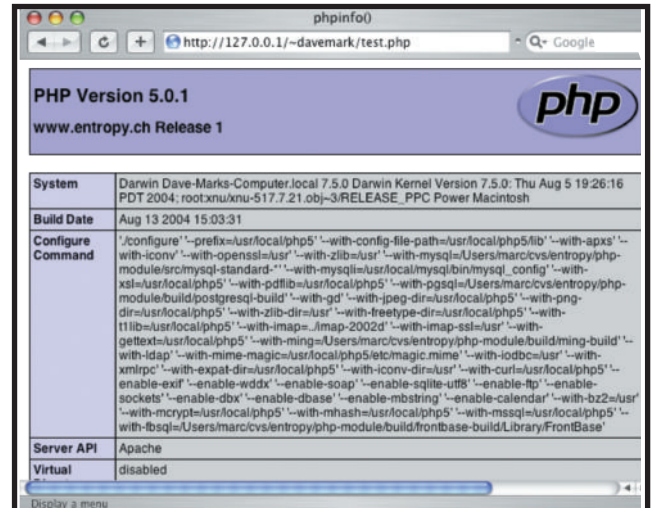 phpinfo()
http://127.0.0.1/~davemark/test.php
Google
PHP Version 5.0.1
www.entropy.ch Release 1
php
System
Darwin Dave-Marks-Computer.local 7.5.0 Darwin Kernel Version 7.5.0: Thu Aug 5 19:26:16
PDT 2004; root:xnu/xnu-517.7.21.obj~3/RELEASE_PPC Power Macintosh
Build Date
Aug 13 2004 15:03:31
Configure
Command
'./configure' '--prefix=/usr/local/php5' '--with-config-file-path=/usr/local/php5/lib' '--with-apxs' '--
with-iconv' '--with-openssl=/usr' '--with-zlib=/usr' '--with-mysql=/Users/marc/cvs/entropy/php-
module/src/mysql-standard-*' '--with-mysqli=/usr/local/mysql/bin/mysql_config' '--with-
xsl=/usr/local/php5' '--with-pdflib=/usr/local/php5' '--with-pgsql=/Users/marc/cvs/entropy/php-
module/build/postgresql-build' '--with-gd' '--with-jpeg-dir=/usr/local/php5' '--with-png-
dir=/usr/local/php5' '--with-zlib-dir=/usr' '--with-freetype-dir=/usr/local/php5' '--with-
t1lib=/usr/local/php5' '--with-imap=../imap-2002d' '--with-imap-ssl=/usr' '--with-
gettext=/usr/local/php5' '--with-ming=/Users/marc/cvs/entropy/php-module/build/ming-build' '--
with-ldap' '--with-mime-magic=/usr/local/php5/etc/magic.mime' '--with-iodbc=/usr' '--with-
xmlrpc' '--with-expat-dir=/usr/local/php5' '--with-iconv-dir=/usr' '--with-curl=/usr/local/php5' '--
enable-exif' '--enable-wddx' '--enable-soap' '--enable-sqlite-utf8' '--enable-ftp' '--enable-
sockets' '--enable-dbx' '--enable-dbase' '--enable-mbstring' '--enable-calendar' '--with-bz2=/usr'
'--with-mcrypt=/usr/local/php5' '--with-mhash=/usr/local/php5' '--with-mssql=/usr/local/php5' '--
with-fbsql=/Users/marc/cvs/entropy/php-module/build/frontbase-build/Library/FrontBase'
Server API
Apache
Virtual
disabled
Display a menu